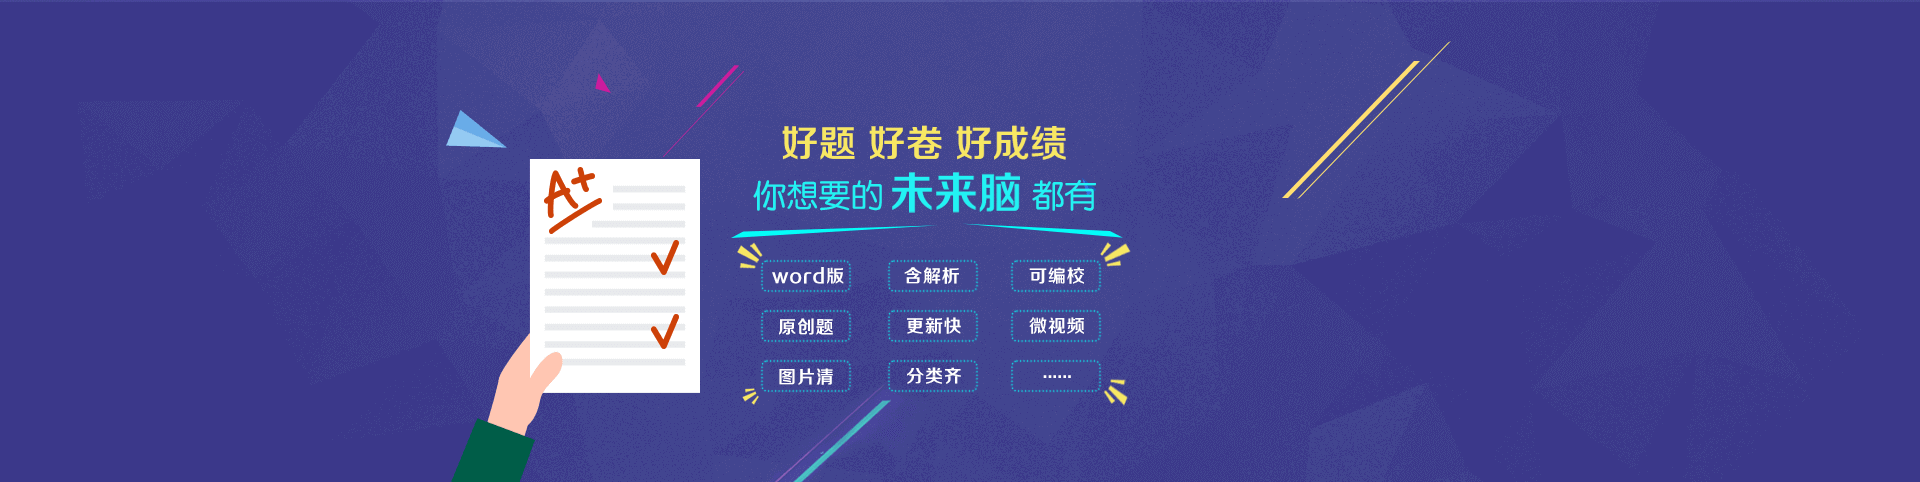 A+
好题 好卷 好成绩
你想要的 未来脑 都有
word版 含解析 可编校
原创题 更新快 微视频
图片清 分类齐 ······